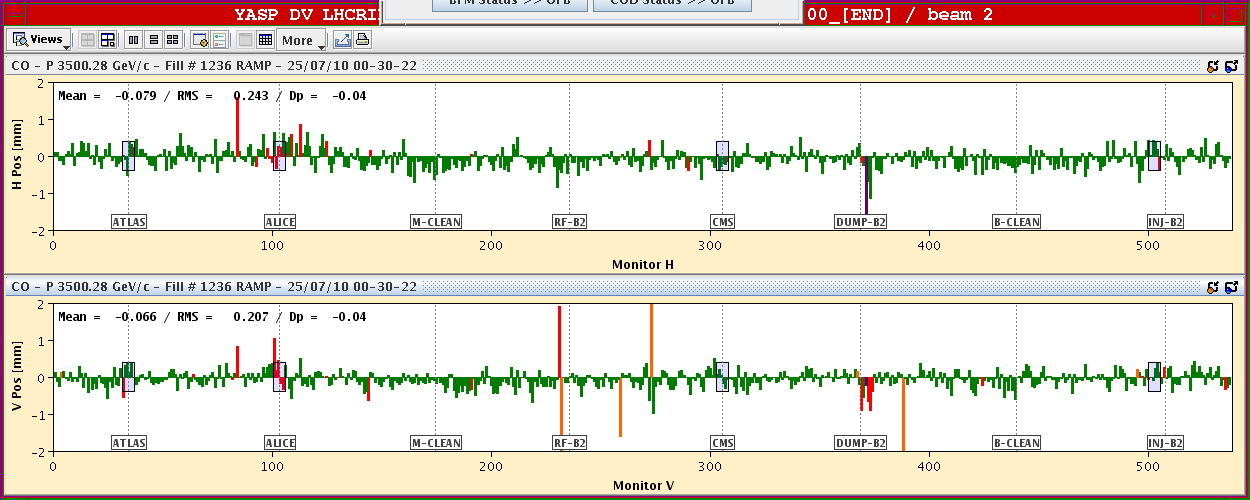 BPM Status >> OFB COD Status >> OFB
YASP DV LHCRI 00_[END] / beam 2
Views More
CO - P 3500.28 GeV/c - Fill # 1236 RAMP - 25/07/10 00-30-22
Mean = -0.079 / RMS = 0.243 / Dp = -0.04
H Pos [mm]
2
1
0
-1
-2
ATLAS ALICE M-CLEAN RF-B2 CMS DUMP-B2 B-CLEAN INJ-B2
0 100 200 300 400 500
Monitor H
CO - P 3500.28 GeV/c - Fill # 1236 RAMP - 25/07/10 00-30-22
Mean = -0.066 / RMS = 0.207 / Dp = -0.04
V Pos [mm]
2
1
0
-1
-2
ATLAS ALICE M-CLEAN RF-B2 CMS DUMP-B2 B-CLEAN INJ-B2
0 100 200 300 400 500
Monitor V